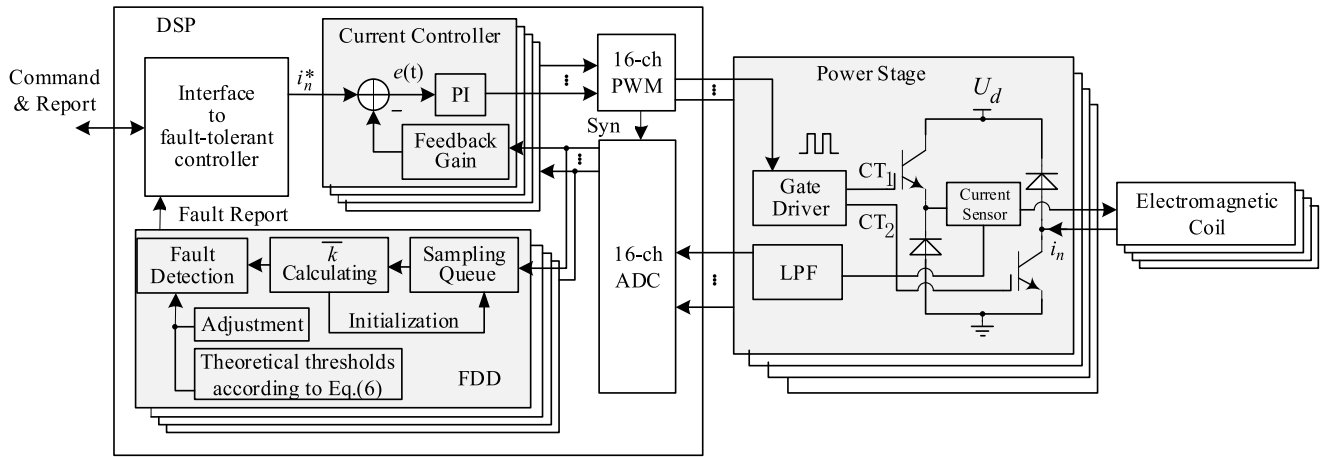 DSP
Command
& Report
Interface
to
fault-tolerant
controller
i*n
Current Controller
e(t)
−
PI
Feedback
Gain
16-ch
PWM
Syn
16-ch
ADC
Fault Report
Fault
Detection
k̅
Calculating
Sampling
Queue
Initialization
Adjustment
Theoretical thresholds
according to Eq.(6)
FDD
Power Stage
Ud
Gate
Driver
CT1
CT2
Current
Sensor
LPF
in
Electromagnetic
Coil